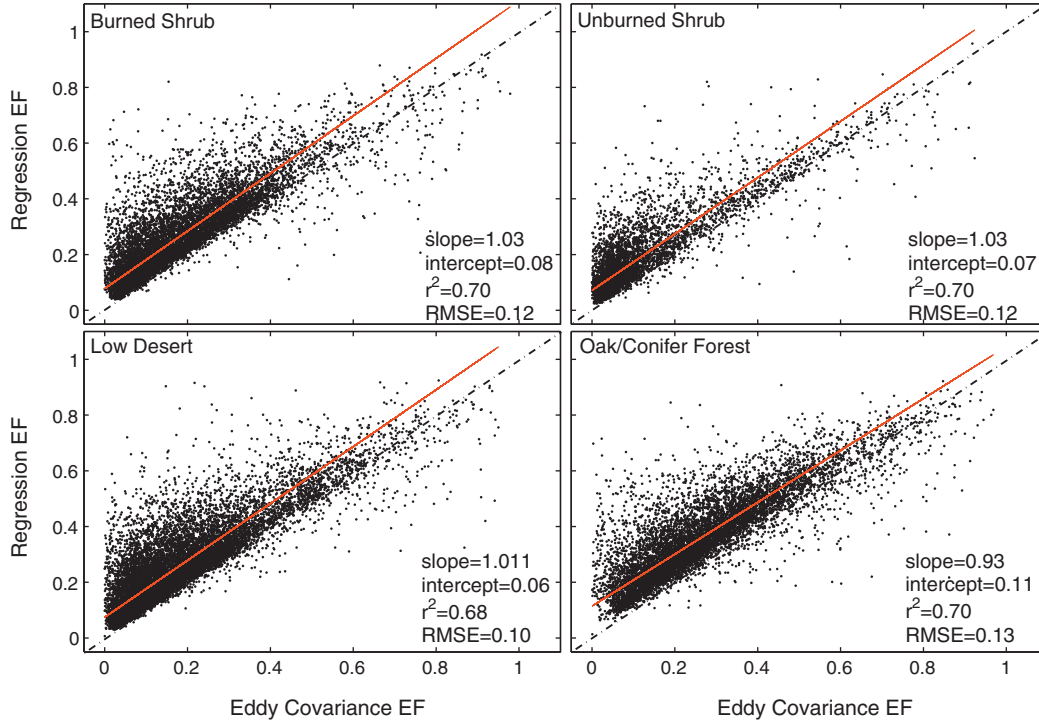 Burned Shrub
1
0.8
0.6
0.4
0.2
0
Regression EF
slope=1.03
intercept=0.08
r²=0.70
RMSE=0.12
Unburned Shrub
slope=1.03
intercept=0.07
r²=0.70
RMSE=0.12
Low Desert
1
0.8
0.6
0.4
0.2
0
Regression EF
slope=1.011
intercept=0.06
r²=0.68
RMSE=0.10
0 0.2 0.4 0.6 0.8 1
Eddy Covariance EF
Oak/Conifer Forest
slope=0.93
intercept=0.11
r²=0.70
RMSE=0.13
0 0.2 0.4 0.6 0.8 1
Eddy Covariance EF